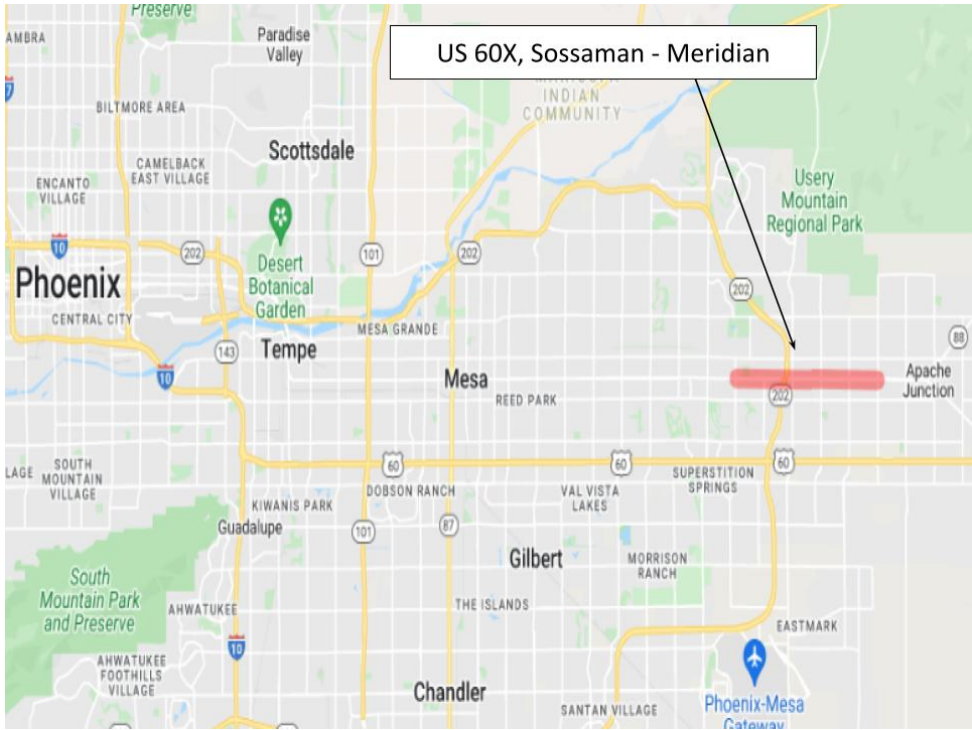 Preserve
AMBRA
Paradise
Valley
US 60X, Sossaman - Meridian
INDIAN
COMMUNITY
BILTMORE AREA
Scottsdale
CAMELBACK
EAST VILLAGE
ENCANTO
VILLAGE
Usery
Mountain
Regional Park
10
202
101
202
Desert
Botanical
Garden
Phoenix
202
CENTRAL CITY
MESA GRANDE
143
Tempe
88
10
Mesa
REED PARK
202
Apache
Junction
60
60
60
LAGE
SOUTH
MOUNTAIN
VILLAGE
SUPERSTITION
SPRINGS
KIWANIS PARK
DOBSON RANCH
VAL VISTA
LAKES
Guadalupe
101
87
Gilbert
MORRISON
RANCH
South
Mountain Park
and Preserve
AHWATUKEE
THE ISLANDS
EASTMARK
10
AHWATUKEE
FOOTHILLS
VILLAGE
Chandler
SANTAN VILLAGE
Phoenix-Mesa
Gateway